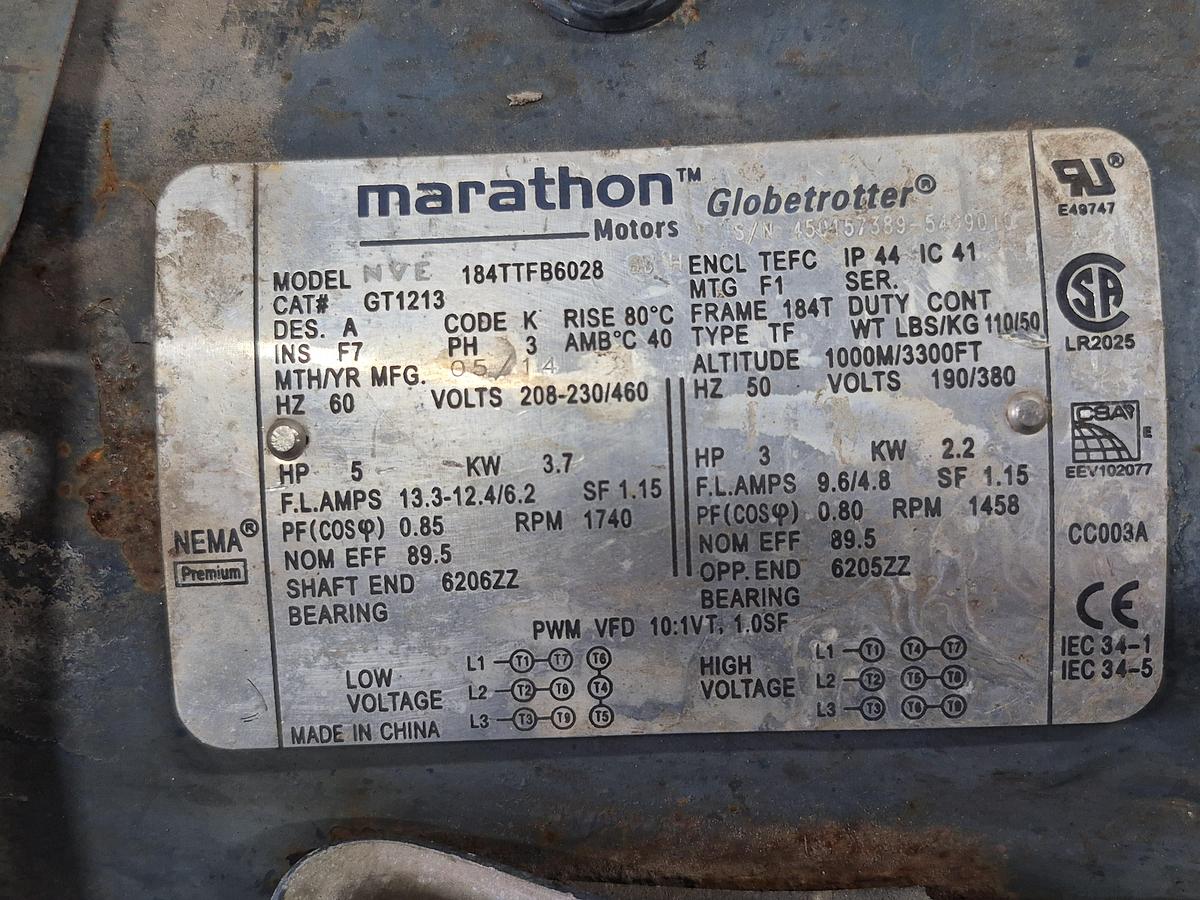 marathon™
Motors
Globetrotter®
S/N
MODEL NVE 184TTFB6028
CAT# GT1213
DES. A CODE K RISE 80°C
INS F7 PH 3 AMB°C 40
MTH/YR MFG. 05/14
HZ 60 VOLTS 208-230/460
HP 5 KW 3.7
F.L.AMPS 13.3-12.4/6.2 SF 1.15
PF(COSφ) 0.85 RPM 1740
NOM EFF 89.5
SHAFT END 6206ZZ
BEARING
ENCL TEFC IP 44 IC 41
MTG F1 SER.
FRAME 184T DUTY CONT
TYPE TF WT LBS/KG 110/50
ALTITUDE 1000M/3300FT
HZ 50 VOLTS 190/380
HP 3 KW 2.2
F.L.AMPS 9.6/4.8 SF 1.15
PF(COSφ) 0.80 RPM 1458
NOM EFF 89.5
OPP. END 6205ZZ
BEARING
PWM VFD 10:1VT, 1.0SF
LOW
VOLTAGE
L1 T1 T7 T6
L2 T2 T8 T4
L3 T3 T9 T5
HIGH
VOLTAGE
L1 T1 T4 T7
L2 T2 T5 T8
L3 T3 T6 T9
MADE IN CHINA
NEMA®
Premium
RU®
E49747
SA
LR2025
CSA
E
EEV102077
CC003A
CE
IEC 34-1
IEC 34-5